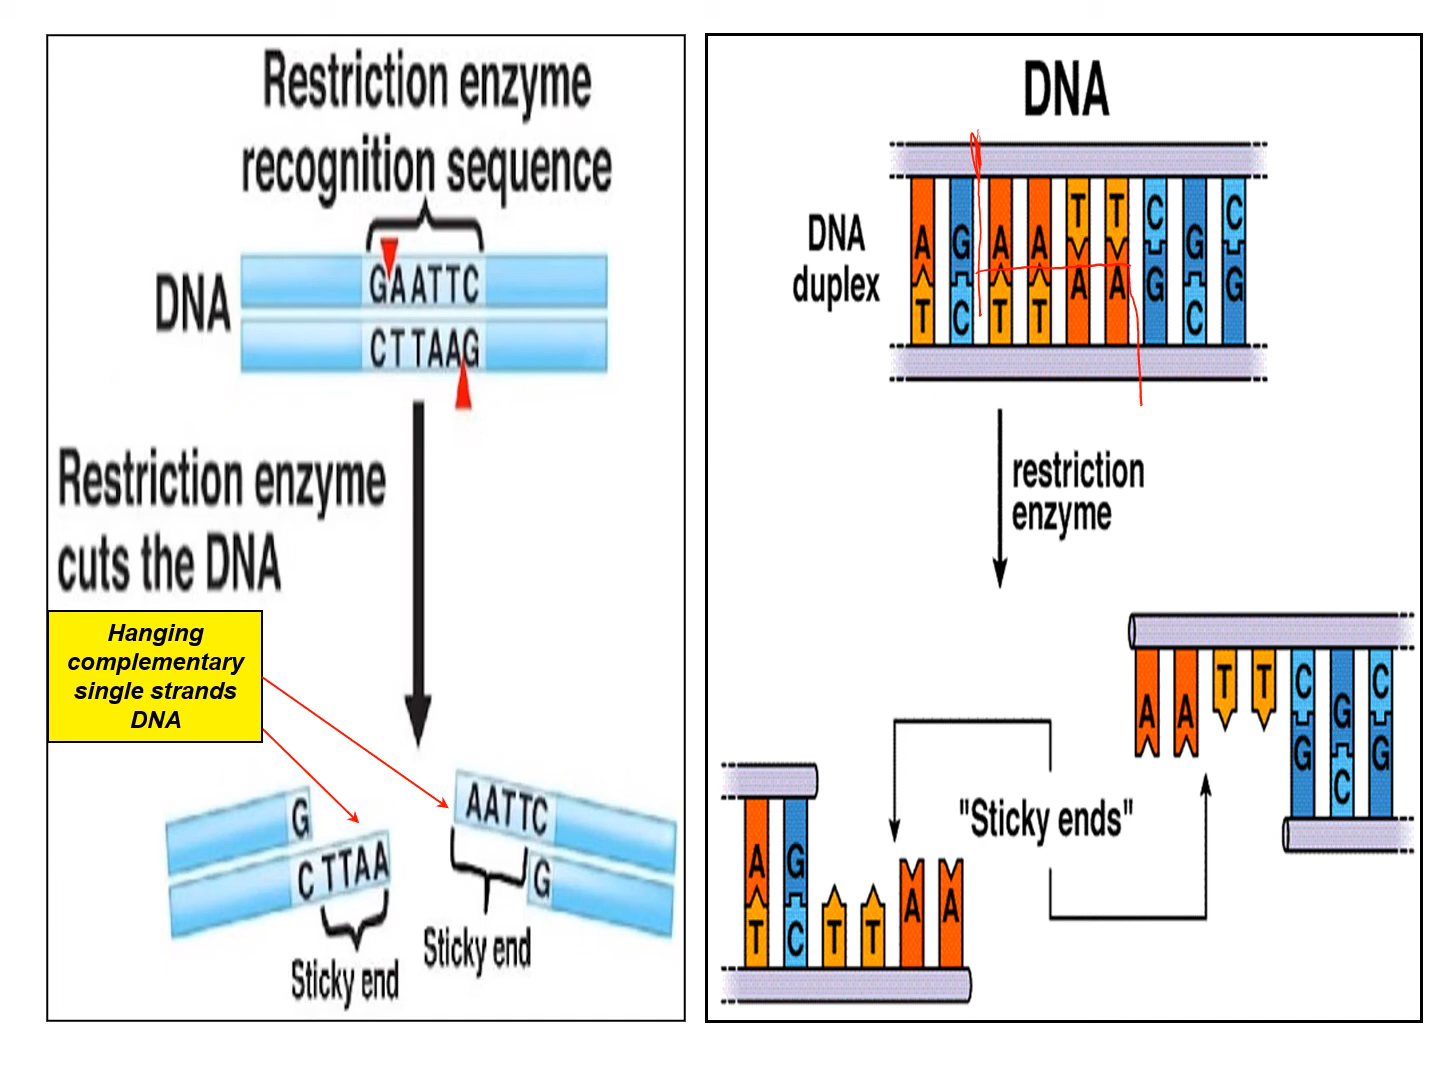 Restriction enzyme
recognition sequence
DNA
GAATTC
CTTAAG
Restriction enzyme
cuts the DNA
Hanging
complementary
single strands
DNA
G
CTTAA
Sticky end
AATTC
G
Sticky end
DNA
DNA
duplex
A G A A T T C G C
T C T T A A G C G
restriction
enzyme
A A T T C G C
G C G
"Sticky ends"
A G
T C T T A A